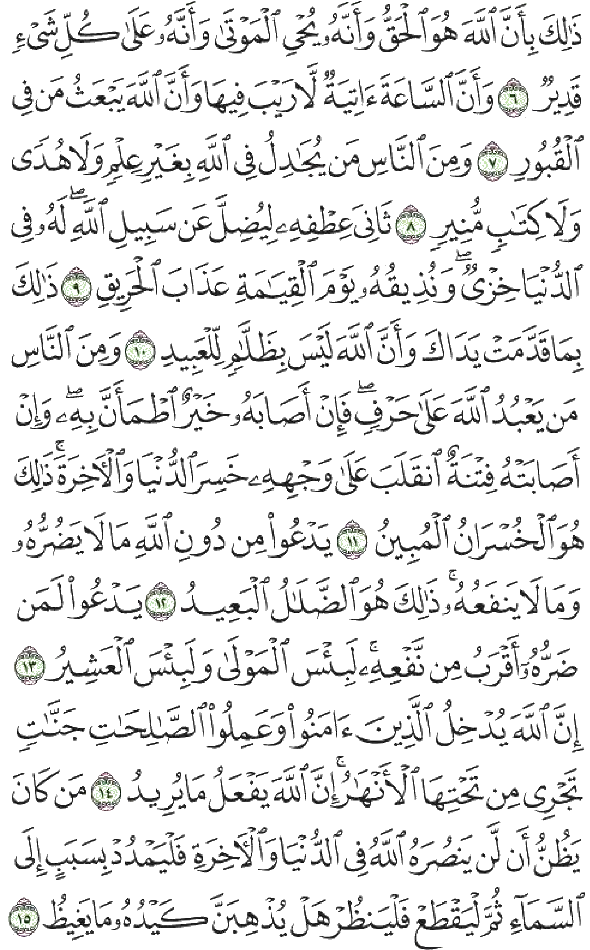 ذَٰلِكَ بِأَنَّ ٱللَّهَ هُوَ ٱلْحَقُّ وَأَنَّهُۥ يُحْىِ ٱلْمَوْتَىٰ وَأَنَّهُۥ عَلَىٰ كُلِّ شَىْءٍ
قَدِيرٌ ٦ وَأَنَّ ٱلسَّاعَةَ ءَاتِيَةٌ لَّا رَيْبَ فِيهَا وَأَنَّ ٱللَّهَ يَبْعَثُ مَن فِى
ٱلْقُبُورِ ٧ وَمِنَ ٱلنَّاسِ مَن يُجَٰدِلُ فِى ٱللَّهِ بِغَيْرِ عِلْمٍ وَلَا هُدًى
وَلَا كِتَٰبٍ مُّنِيرٍ ٨ ثَانِىَ عِطْفِهِۦ لِيُضِلَّ عَن سَبِيلِ ٱللَّهِ ۖ لَهُۥ فِى
ٱلدُّنْيَا خِزْىٌ ۖ وَنُذِيقُهُۥ يَوْمَ ٱلْقِيَٰمَةِ عَذَابَ ٱلْحَرِيقِ ٩ ذَٰلِكَ
بِمَا قَدَّمَتْ يَدَاكَ وَأَنَّ ٱللَّهَ لَيْسَ بِظَلَّٰمٍ لِّلْعَبِيدِ ١٠ وَمِنَ ٱلنَّاسِ
مَن يَعْبُدُ ٱللَّهَ عَلَىٰ حَرْفٍ ۖ فَإِنْ أَصَابَهُۥ خَيْرٌ ٱطْمَأَنَّ بِهِۦ ۖ وَإِنْ
أَصَابَتْهُ فِتْنَةٌ ٱنقَلَبَ عَلَىٰ وَجْهِهِۦ خَسِرَ ٱلدُّنْيَا وَٱلْءَاخِرَةَ ۚ ذَٰلِكَ
هُوَ ٱلْخُسْرَانُ ٱلْمُبِينُ ١١ يَدْعُوا۟ مِن دُونِ ٱللَّهِ مَا لَا يَضُرُّهُۥ
وَمَا لَا يَنفَعُهُۥ ۚ ذَٰلِكَ هُوَ ٱلضَّلَٰلُ ٱلْبَعِيدُ ١٢ يَدْعُوا۟ لَمَن
ضَرُّهُۥٓ أَقْرَبُ مِن نَّفْعِهِۦ ۚ لَبِئْسَ ٱلْمَوْلَىٰ وَلَبِئْسَ ٱلْعَشِيرُ ١٣
إِنَّ ٱللَّهَ يُدْخِلُ ٱلَّذِينَ ءَامَنُوا۟ وَعَمِلُوا۟ ٱلصَّٰلِحَٰتِ جَنَّٰتٍ
تَجْرِى مِن تَحْتِهَا ٱلْأَنْهَٰرُ ۚ إِنَّ ٱللَّهَ يَفْعَلُ مَا يُرِيدُ ١٤ مَن كَانَ
يَظُنُّ أَن لَّن يَنصُرَهُ ٱللَّهُ فِى ٱلدُّنْيَا وَٱلْءَاخِرَةِ فَلْيَمْدُدْ بِسَبَبٍ إِلَى
ٱلسَّمَآءِ ثُمَّ لْيَقْطَعْ فَلْيَنظُرْ هَلْ يُذْهِبَنَّ كَيْدُهُۥ مَا يَغِيظُ ١٥